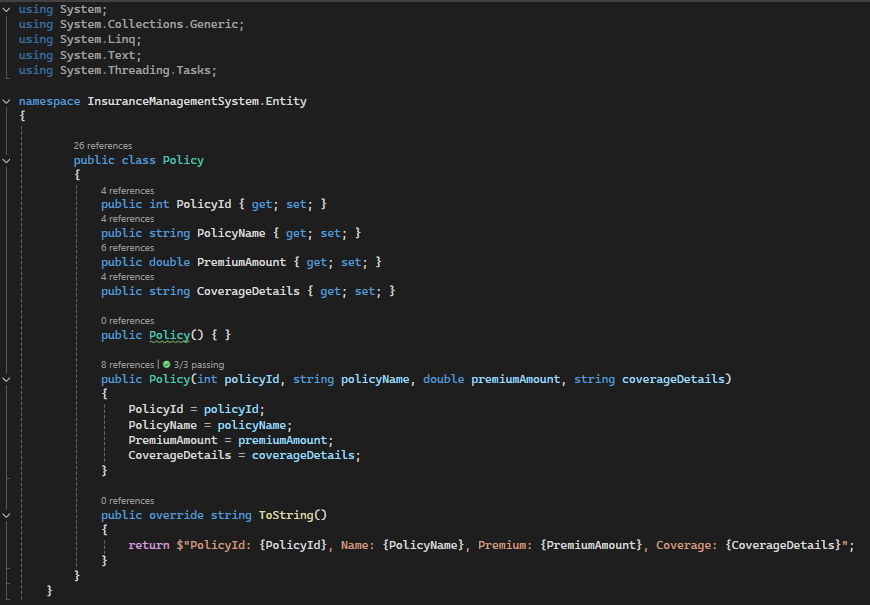 using System;
using System.Collections.Generic;
using System.Linq;
using System.Text;
using System.Threading.Tasks;
namespace InsuranceManagementSystem.Entity
{
26 references
public class Policy
{
4 references
public int PolicyId { get; set; }
4 references
public string PolicyName { get; set; }
6 references
public double PremiumAmount { get; set; }
4 references
public string CoverageDetails { get; set; }
0 references
public Policy() { }
8 references | 3/3 passing
public Policy(int policyId, string policyName, double premiumAmount, string coverageDetails)
{
PolicyId = policyId;
PolicyName = policyName;
PremiumAmount = premiumAmount;
CoverageDetails = coverageDetails;
}
0 references
public override string ToString()
{
return $"PolicyId: {PolicyId}, Name: {PolicyName}, Premium: {PremiumAmount}, Coverage: {CoverageDetails}";
}
}
}